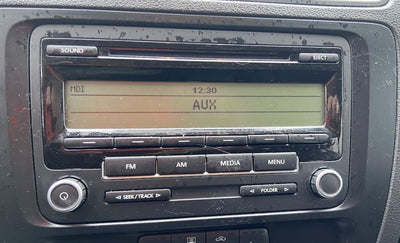 SOUND
EJECT
MDI 12:30
AUX
FM AM MEDIA MENU
SEEK/TRACK FOLDER